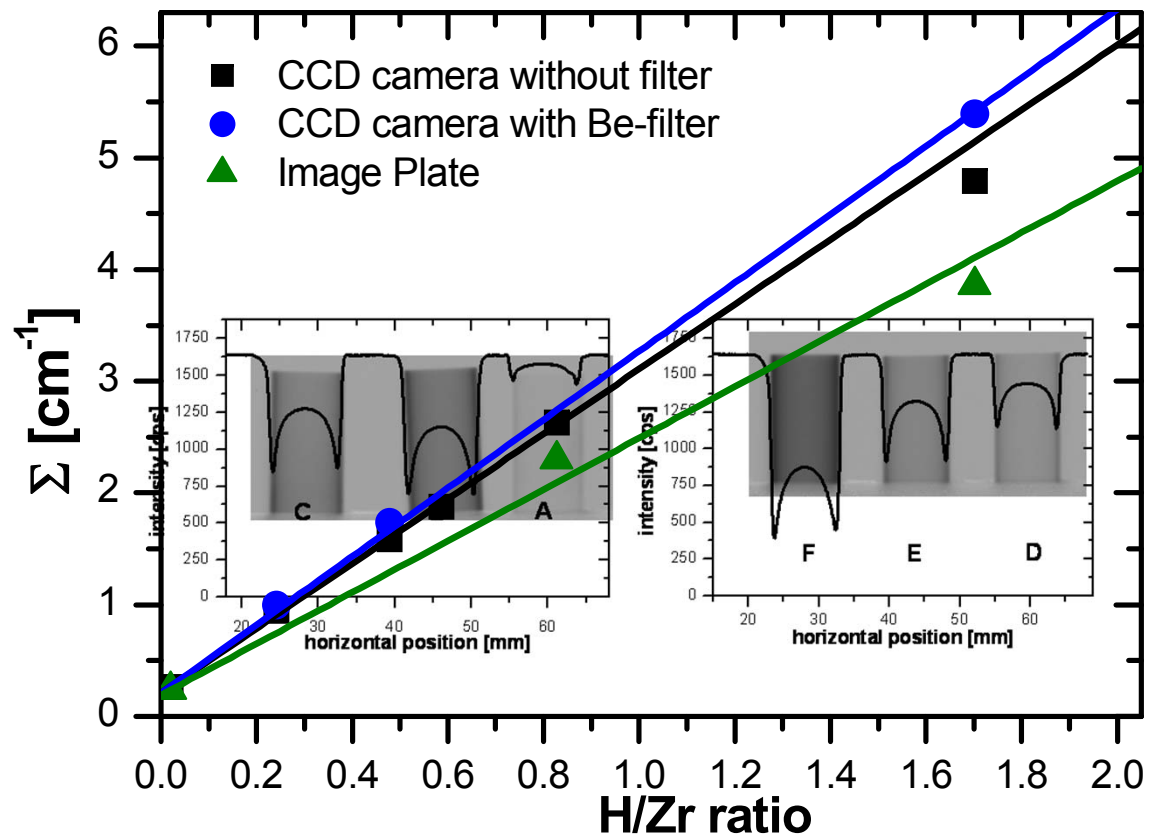 CCD camera without filter
CCD camera with Be-filter
Image Plate
Σ [cm-1]
6
5
4
3
2
1
0
0.0 0.2 0.4 0.6 0.8 1.0 1.2 1.4 1.6 1.8 2.0
H/Zr ratio
intensity [cps]
1750
1500
1250
1000
750
500
250
0
C
A
20 30 40 50 60
horizontal position [mm]
intensity [cps]
1750
1500
1250
1000
750
500
250
0
F E D
20 30 40 50 60
horizontal position [mm]